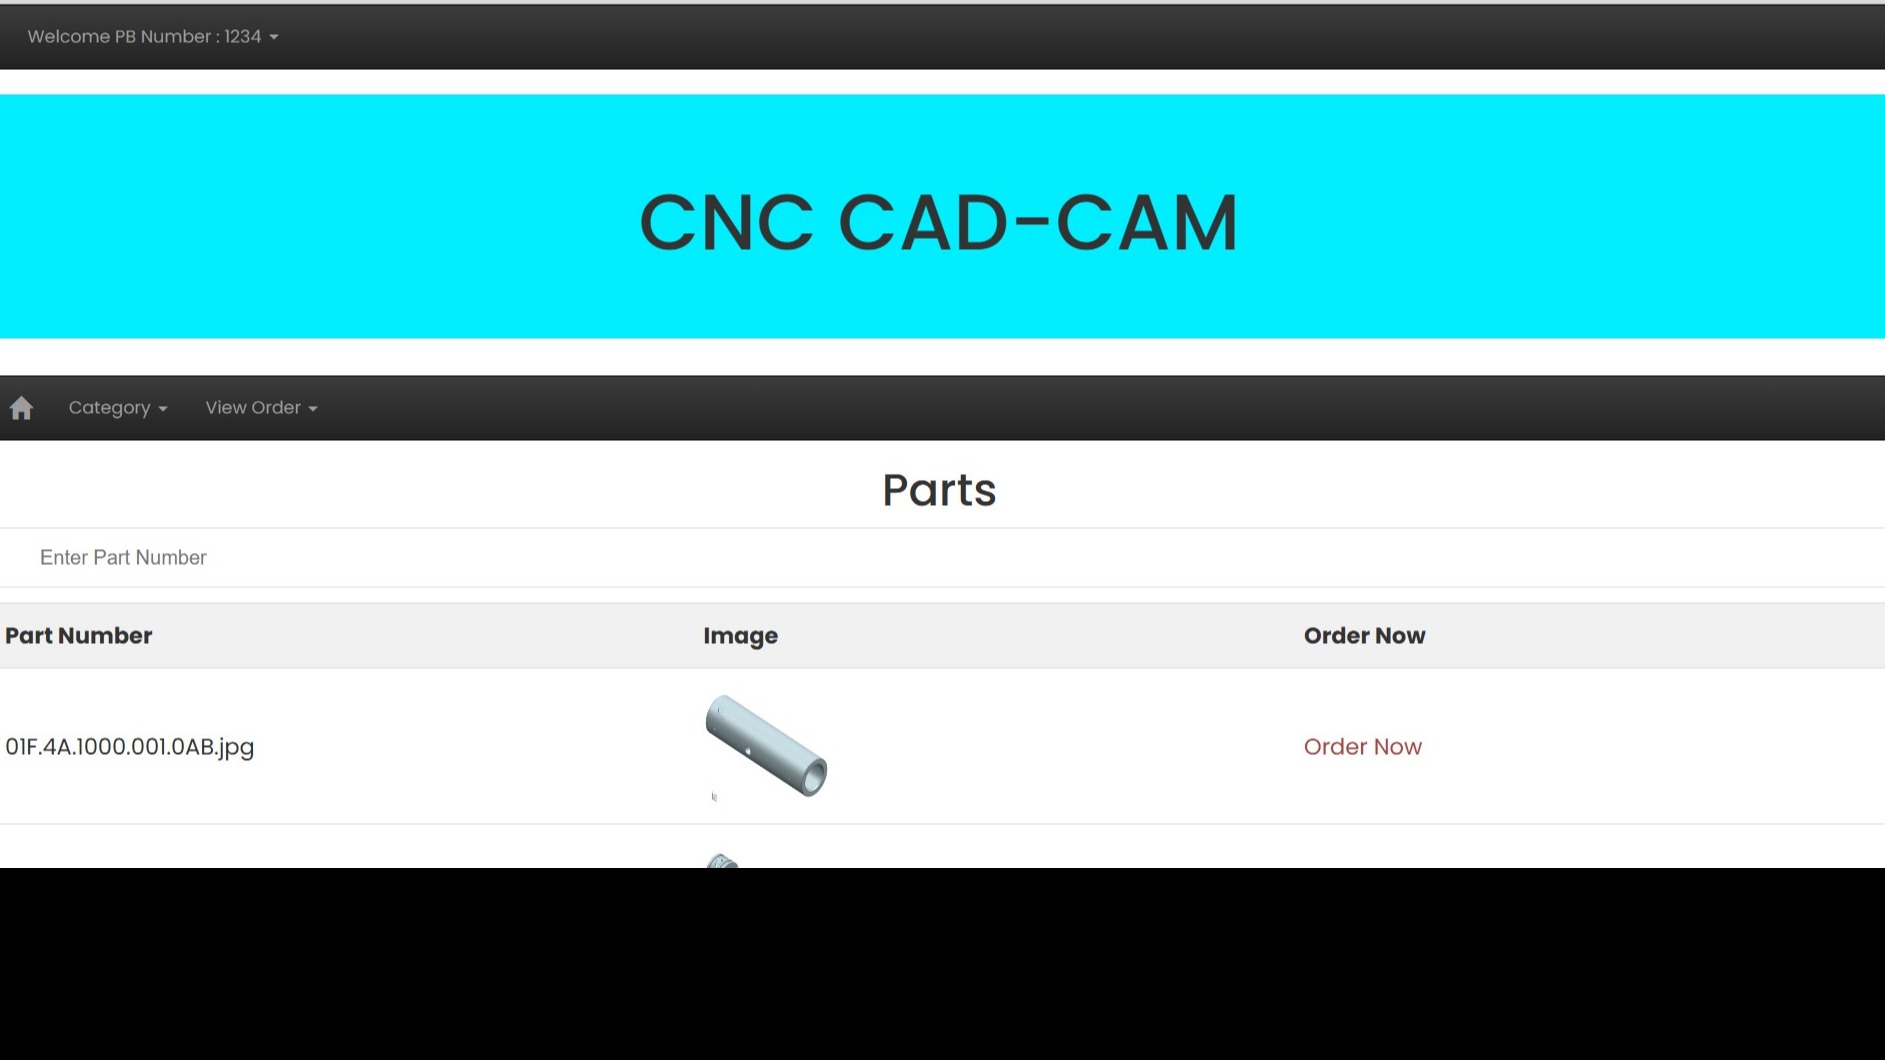 Welcome PB Number : 1234
CNC CAD-CAM
Category
View Order
Parts
Enter Part Number
Part Number Image Order Now
01F.4A.1000.001.0AB.jpg Order Now